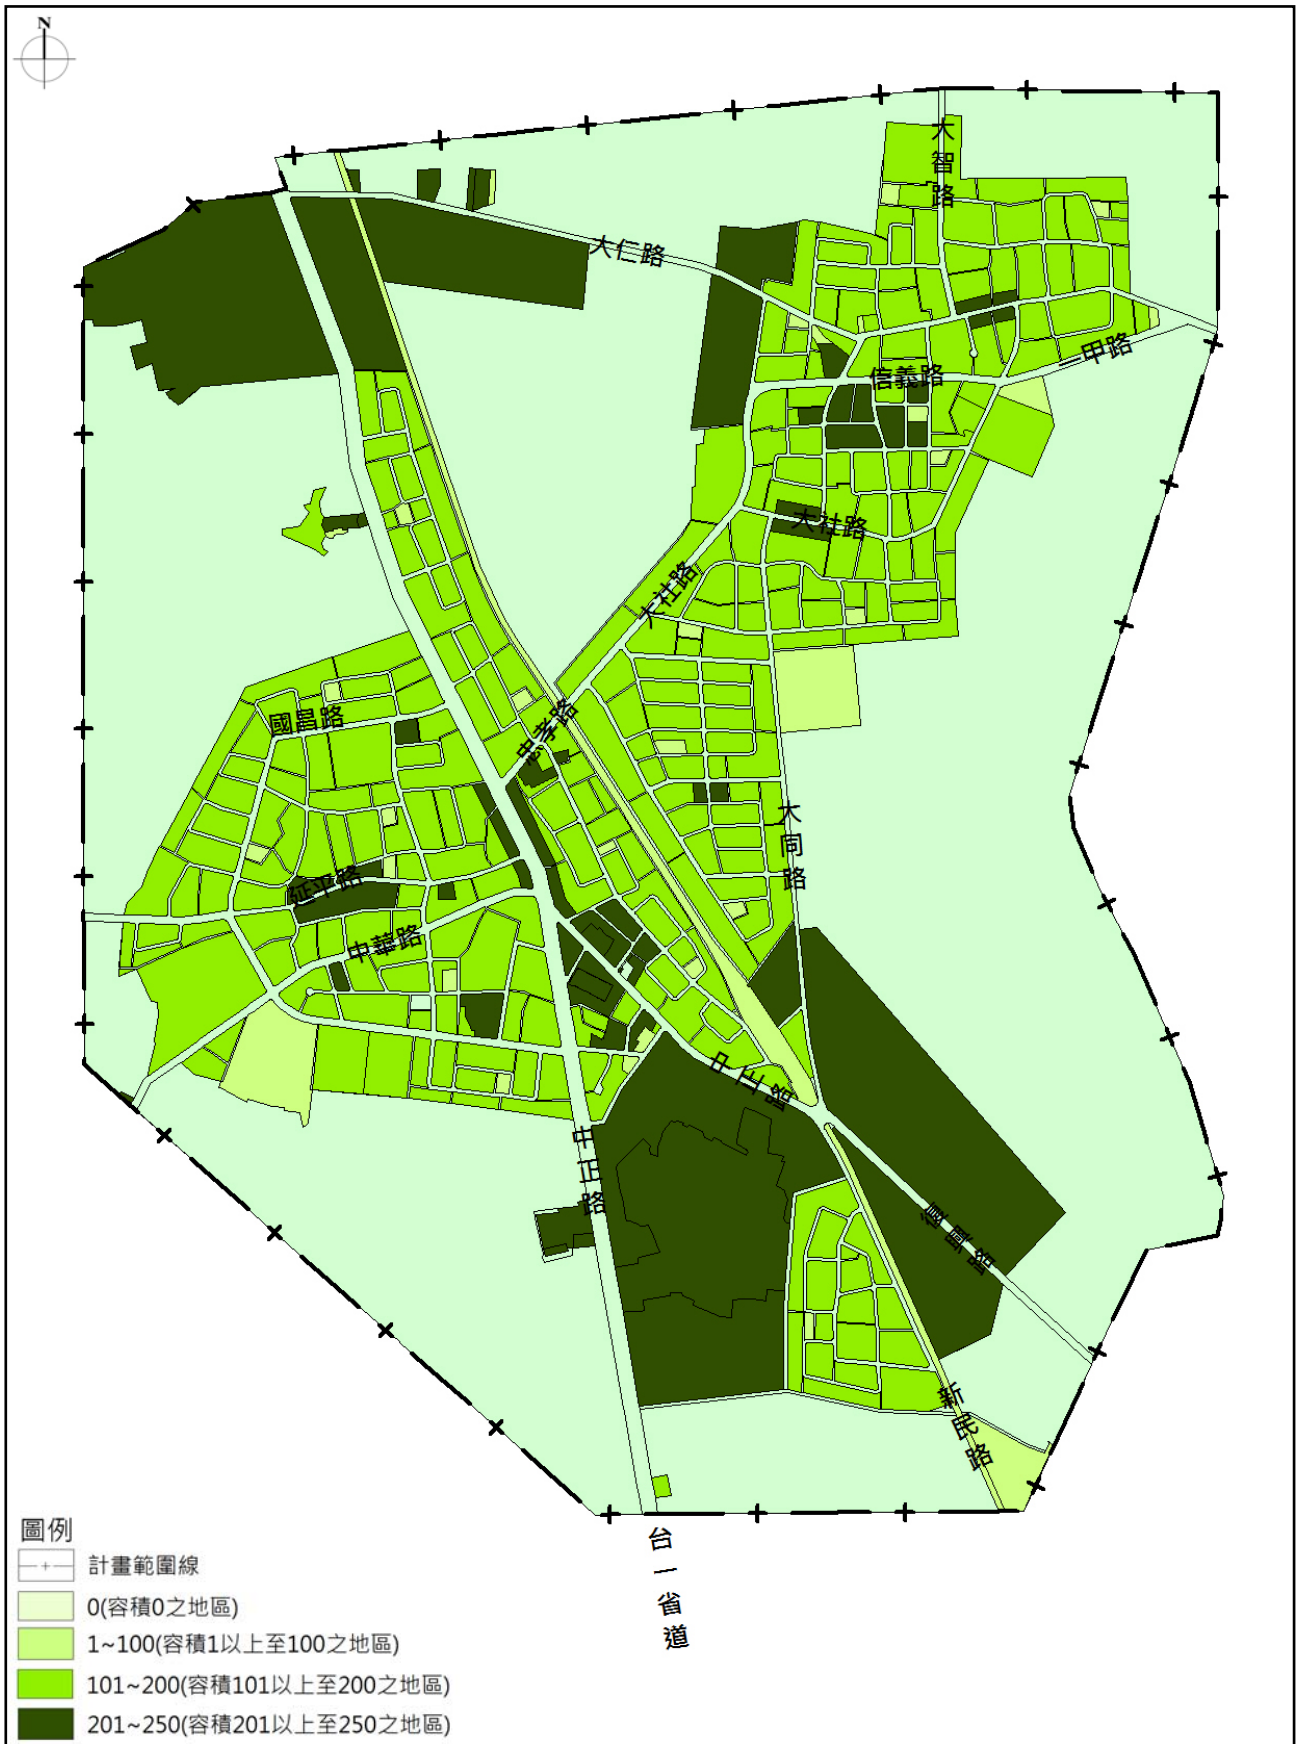 N
大智路
大仁路
一甲路
信義路
大社路
大社路
國昌路
忠孝路
大同路
延平路
中華路
中正路
中正路
復興路
新民路
台一省道
圖例
計畫範圍線
0(容積0之地區)
1~100(容積1以上至100之地區)
101~200(容積101以上至200之地區)
201~250(容積201以上至250之地區)